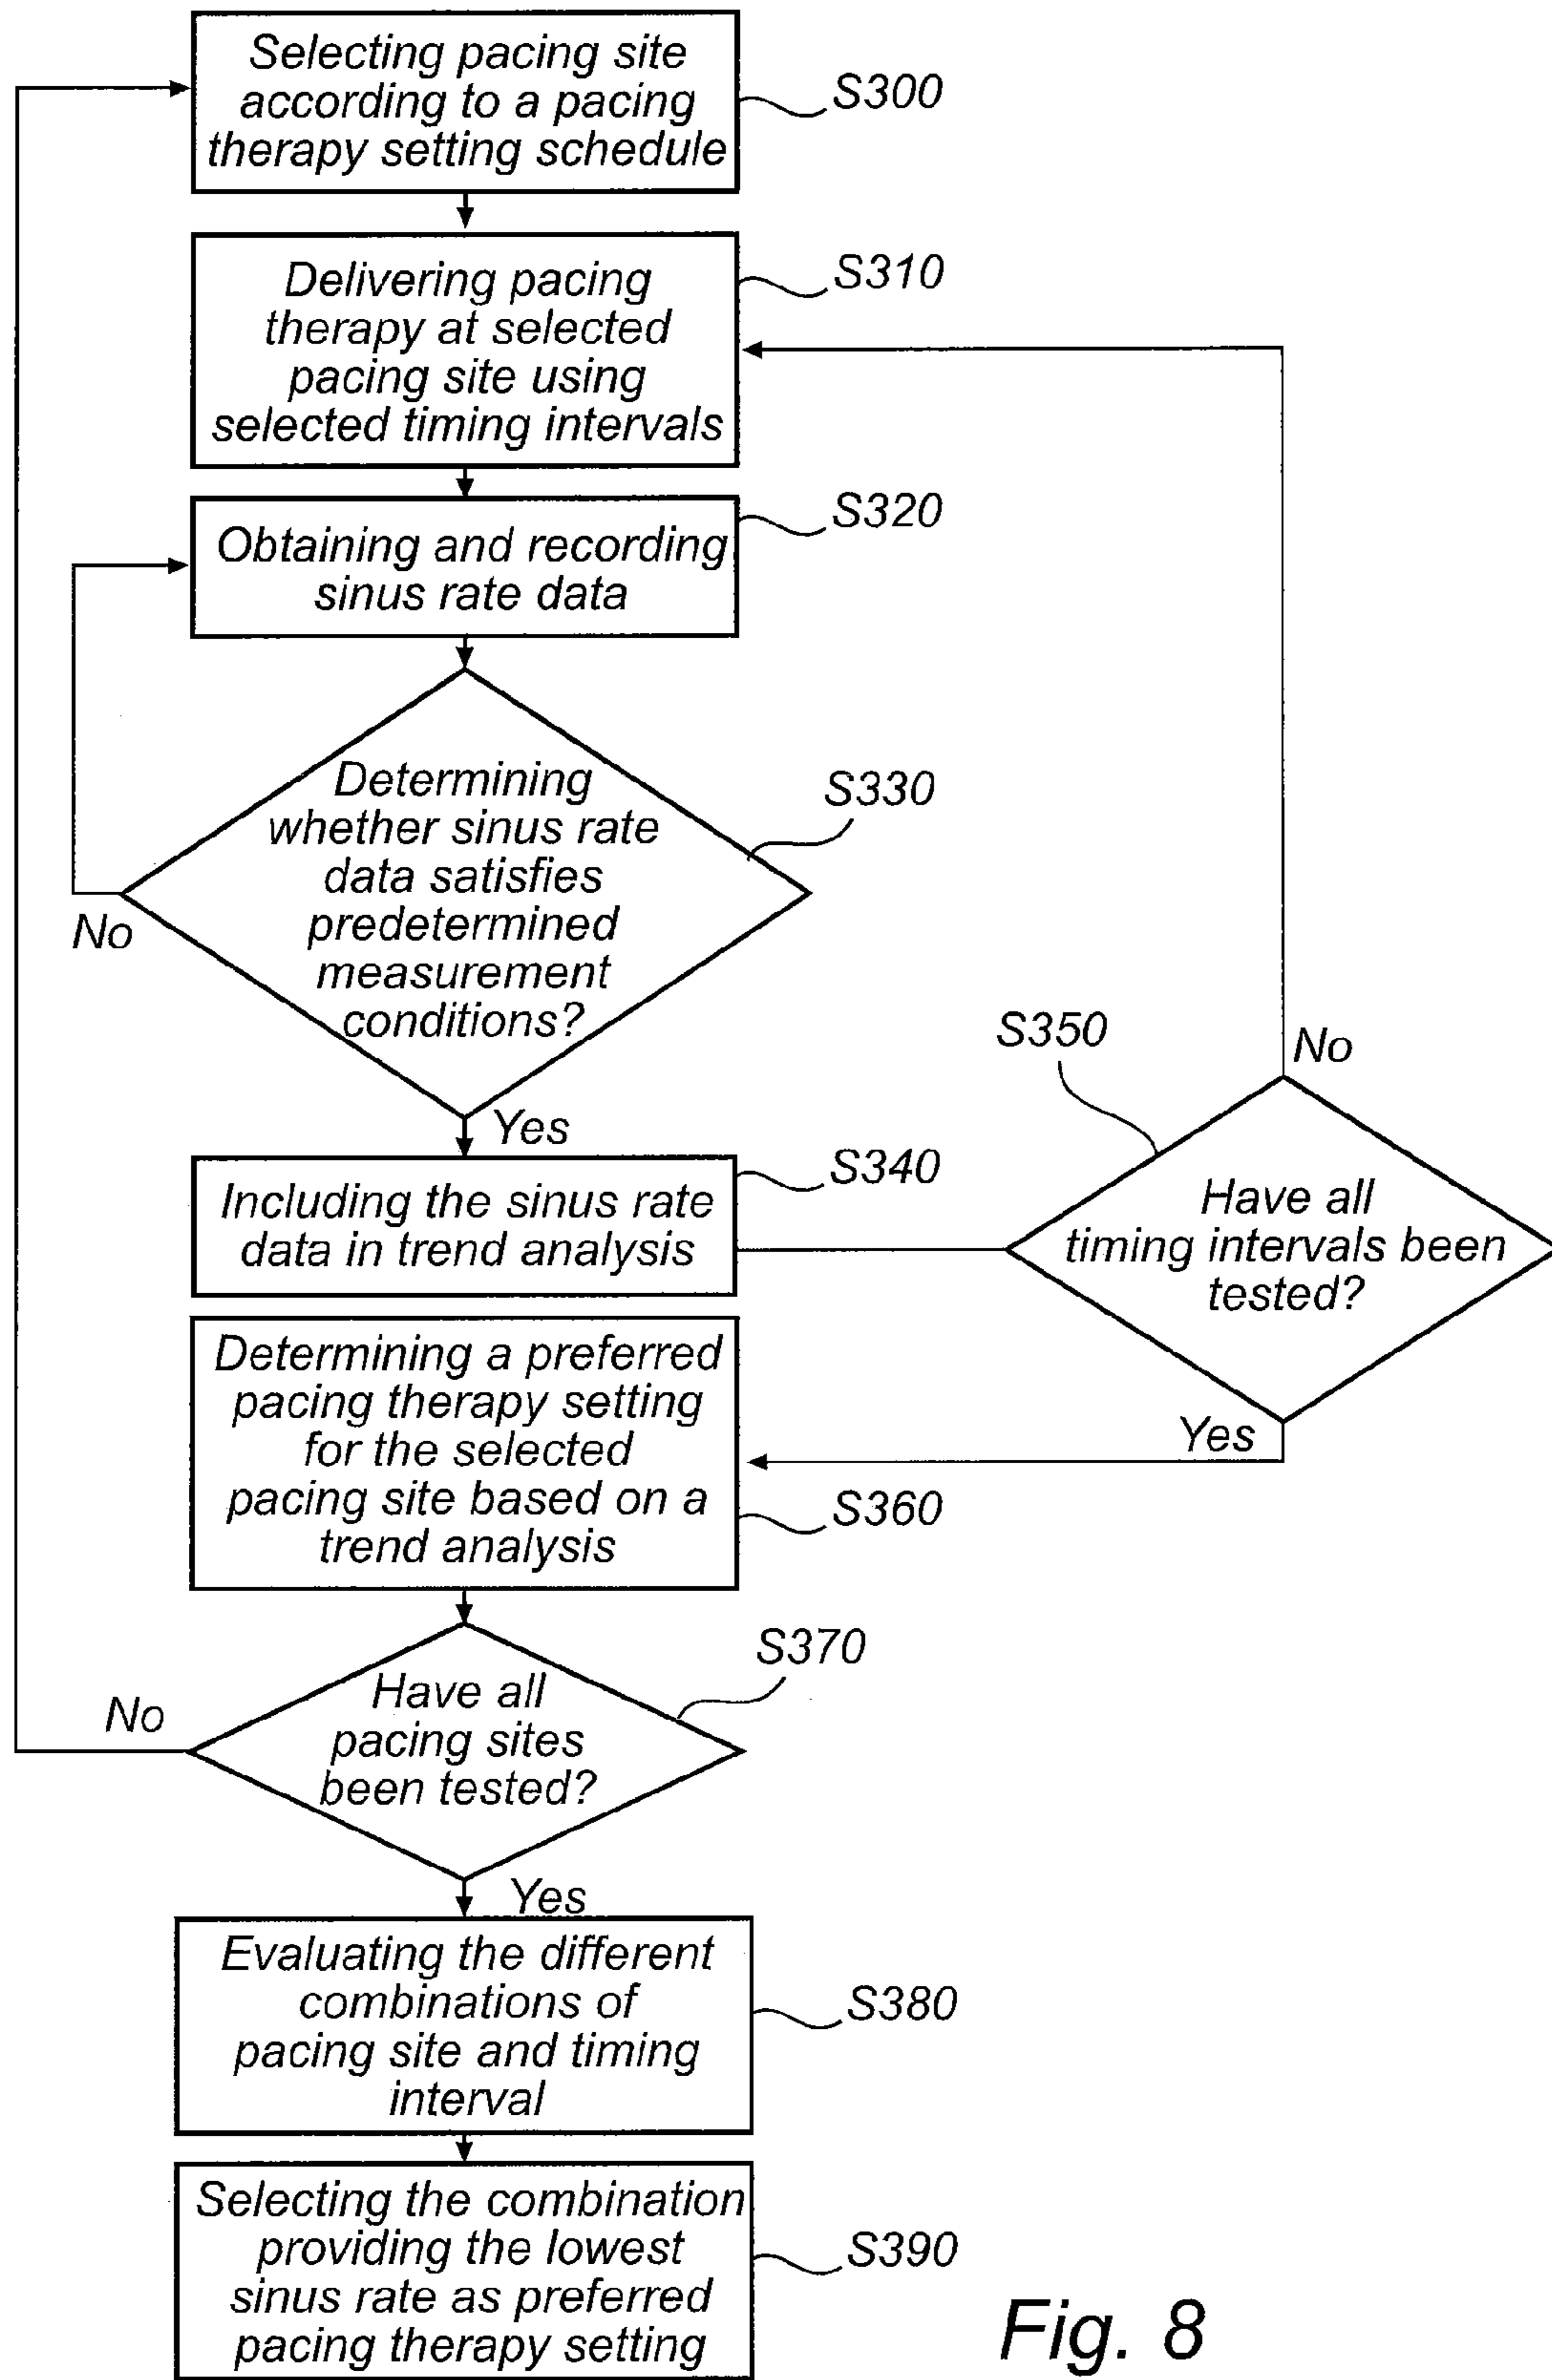 Selecting pacing site
according to a pacing
therapy setting schedule
S300
Delivering pacing
therapy at selected
pacing site using
selected timing intervals
S310
Obtaining and recording
sinus rate data
S320
Determining
whether sinus rate
data satisfies
predetermined
measurement
conditions?
S330
No
Yes
Including the sinus rate
data in trend analysis
S340
S350
No
Have all
timing intervals been
tested?
Yes
Determining a preferred
pacing therapy setting
for the selected
pacing site based on a
trend analysis
S360
Have all
pacing sites
been tested?
S370
No
Yes
Evaluating the different
combinations of
pacing site and timing
interval
S380
Selecting the combination
providing the lowest
sinus rate as preferred
pacing therapy setting
S390
Fig. 8